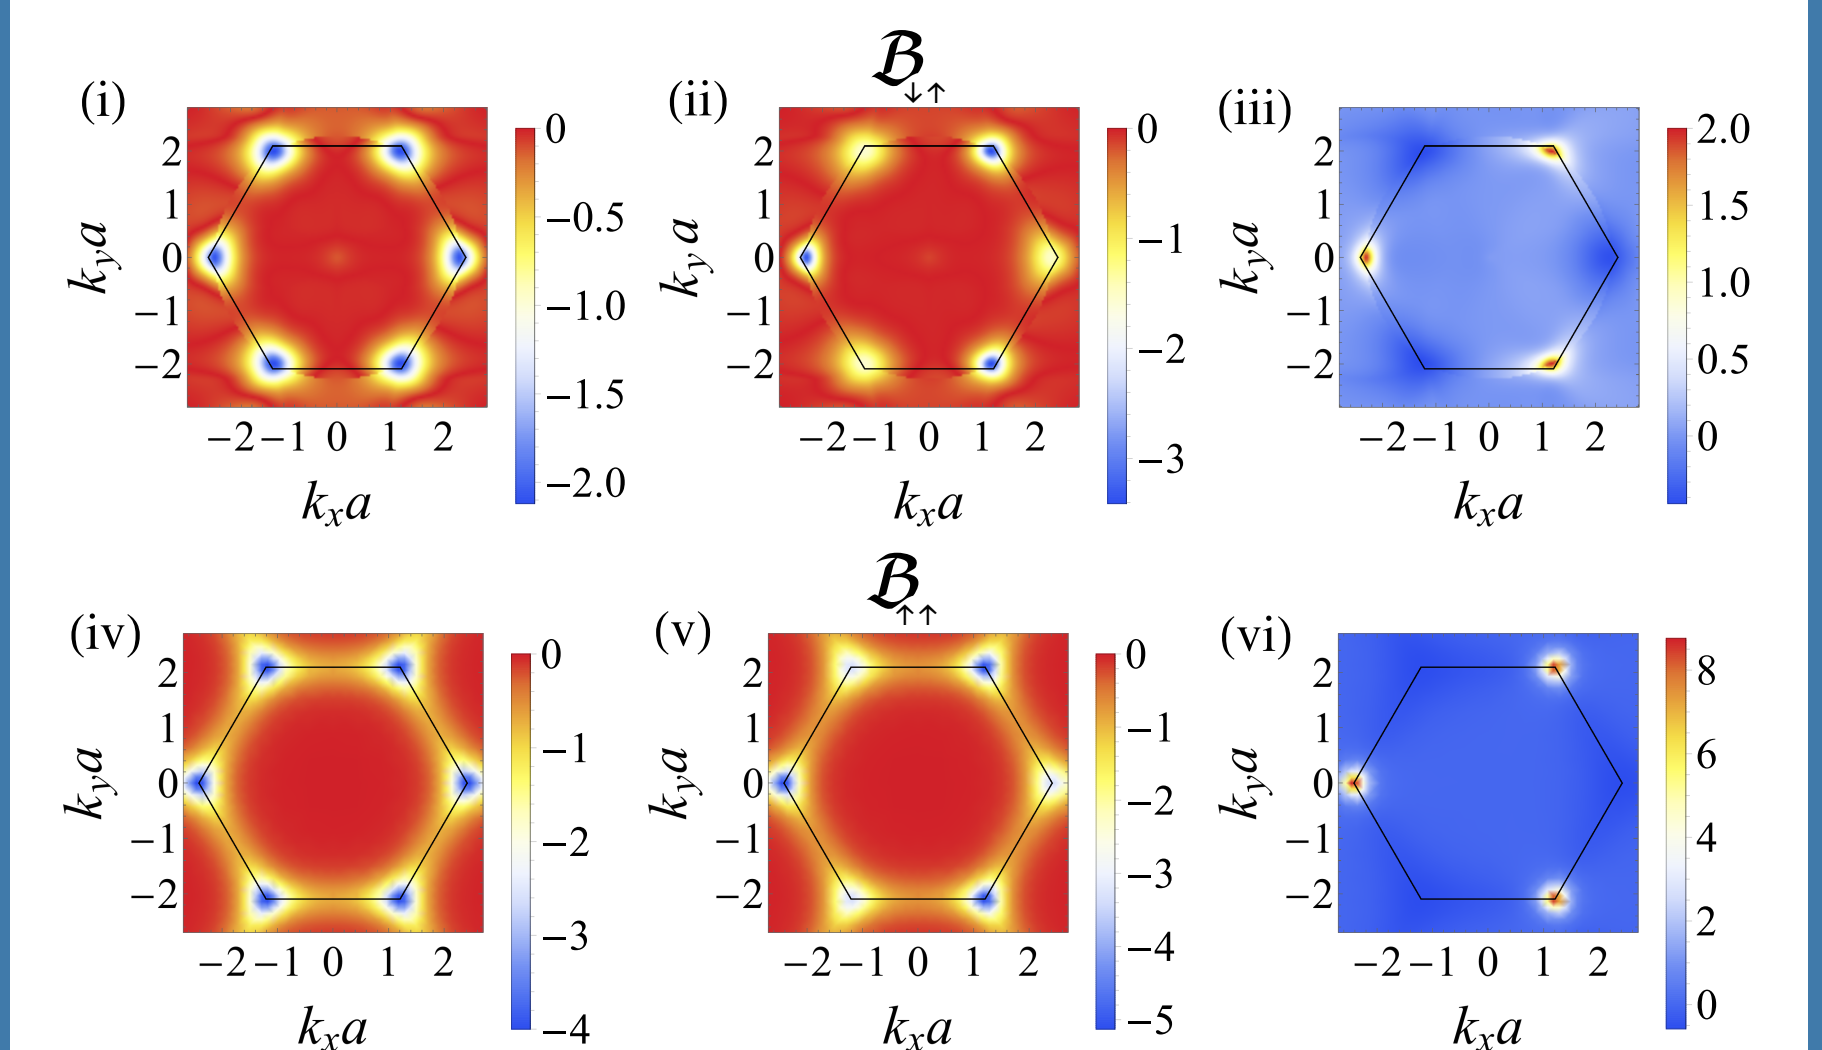 ℬ↓↑
(i) (ii) (iii)
2 1 0 −1 −2
k_y a
−2 −1 0 1 2
k_x a
0 −0.5 −1.0 −1.5 −2.0
2 1 0 −1 −2
k_y a
−2 −1 0 1 2
k_x a
0 −1 −2 −3
2 1 0 −1 −2
k_y a
−2 −1 0 1 2
k_x a
2.0 1.5 1.0 0.5 0
ℬ↑↑
(iv) (v) (vi)
2 1 0 −1 −2
k_y a
−2 −1 0 1 2
k_x a
0 −1 −2 −3 −4
2 1 0 −1 −2
k_y a
−2 −1 0 1 2
k_x a
0 −1 −2 −3 −4 −5
2 1 0 −1 −2
k_y a
−2 −1 0 1 2
k_x a
8 6 4 2 0